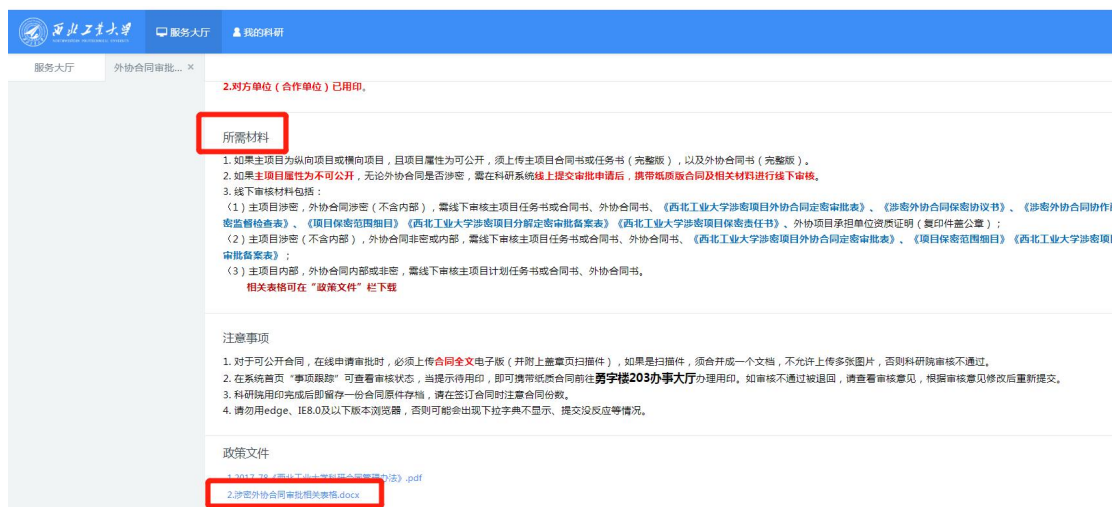 西北工业大学
服务大厅
我的科研
服务大厅
外协合同审批... ×
2.对方单位（合作单位）已用印。
所需材料
1. 如果主项目为纵向项目或横向项目，且项目属性为可公开，须上传主项目合同书或任务书（完整版），以及外协合同书（完整版）。
2. 如果主项目属性为不可公开，无论外协合同是否涉密，需在科研系统线上提交审批申请后，携带纸质版合同及相关材料进行线下审核。
3. 线下审核材料包括：
（1）主项目涉密，外协合同涉密（不含内部），需线下审核主项目任务书或合同书、外协合同书、《西北工业大学涉密项目外协合同定密审批表》、《涉密外协合同保密协议书》、《涉密外协合同协作
密监督检查表》、《项目保密范围细目》《西北工业大学涉密项目分解定密审批备案表》《西北工业大学涉密项目保密责任书》、外协项目承担单位资质证明（复印件盖公章）；
（2）主项目涉密（不含内部），外协合同非密或内部，需线下审核主项目任务书或合同书、外协合同书、《西北工业大学涉密项目外协合同定密审批表》、《项目保密范围细目》《西北工业大学涉密项
审批备案表》；
（3）主项目内部，外协合同内部或非密，需线下审核主项目计划任务书或合同书、外协合同书。
相关表格可在“政策文件”栏下载
注意事项
1. 对于可公开合同，在线申请审批时，必须上传合同全文电子版（并附上盖章页扫描件），如果是扫描件，须合并成一个文档，不允许上传多张图片，否则科研院审核不通过。
2. 在系统首页“事项跟踪”可查看审核状态，当提示待用印，即可携带纸质合同前往勇字楼203办事大厅办理用印。如审核不通过被退回，请查看审核意见，根据审核意见修改后重新提交。
3. 科研院用印完成后即留存一份合同原件存档，请在签订合同时注意合同份数。
4. 请勿用edge、IE8.0及以下版本浏览器，否则可能会出现下拉字典不显示、提交没反应等情况。
政策文件
1.2017-78《西北工业大学科研合同管理办法》.pdf
2.涉密外协合同审批相关表格.docx